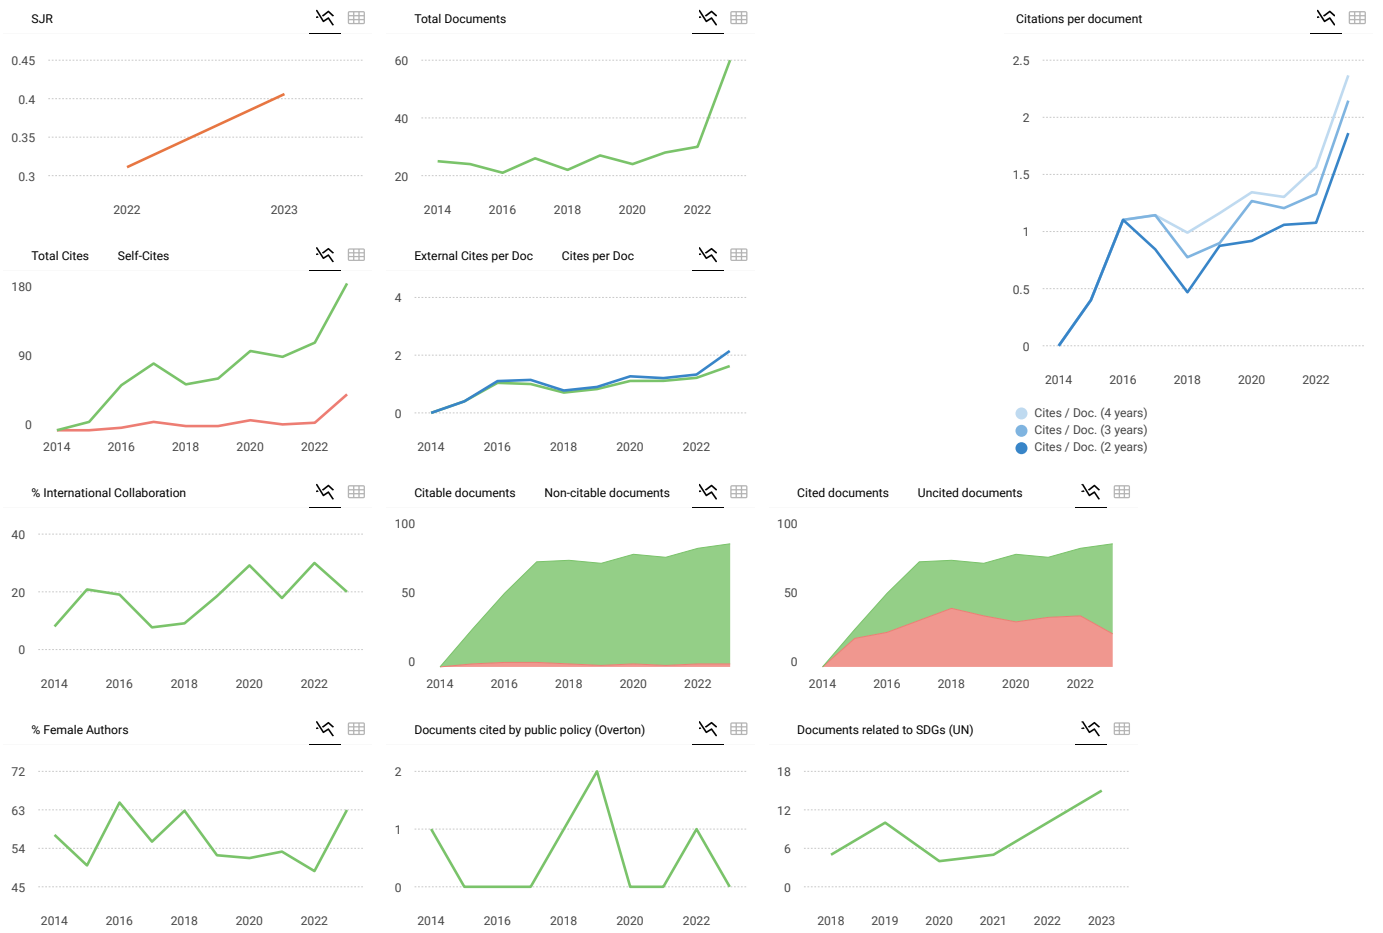 SJR
0.45
0.4
0.35
0.3
2022 2023
Total Documents
60
40
20
2014 2016 2018 2020 2022
Citations per document
2.5
2
1.5
1
0.5
0
2014 2016 2018 2020 2022
Cites / Doc. (4 years)
Cites / Doc. (3 years)
Cites / Doc. (2 years)
Total Cites Self-Cites
180
90
0
2014 2016 2018 2020 2022
External Cites per Doc Cites per Doc
4
2
0
2014 2016 2018 2020 2022
% International Collaboration
40
20
0
2014 2016 2018 2020 2022
Citable documents Non-citable documents
100
50
0
2014 2016 2018 2020 2022
Cited documents Uncited documents
100
50
0
2014 2016 2018 2020 2022
% Female Authors
72
63
54
45
2014 2016 2018 2020 2022
Documents cited by public policy (Overton)
2
1
0
2014 2016 2018 2020 2022
Documents related to SDGs (UN)
18
12
6
0
2018 2019 2020 2021 2022 2023